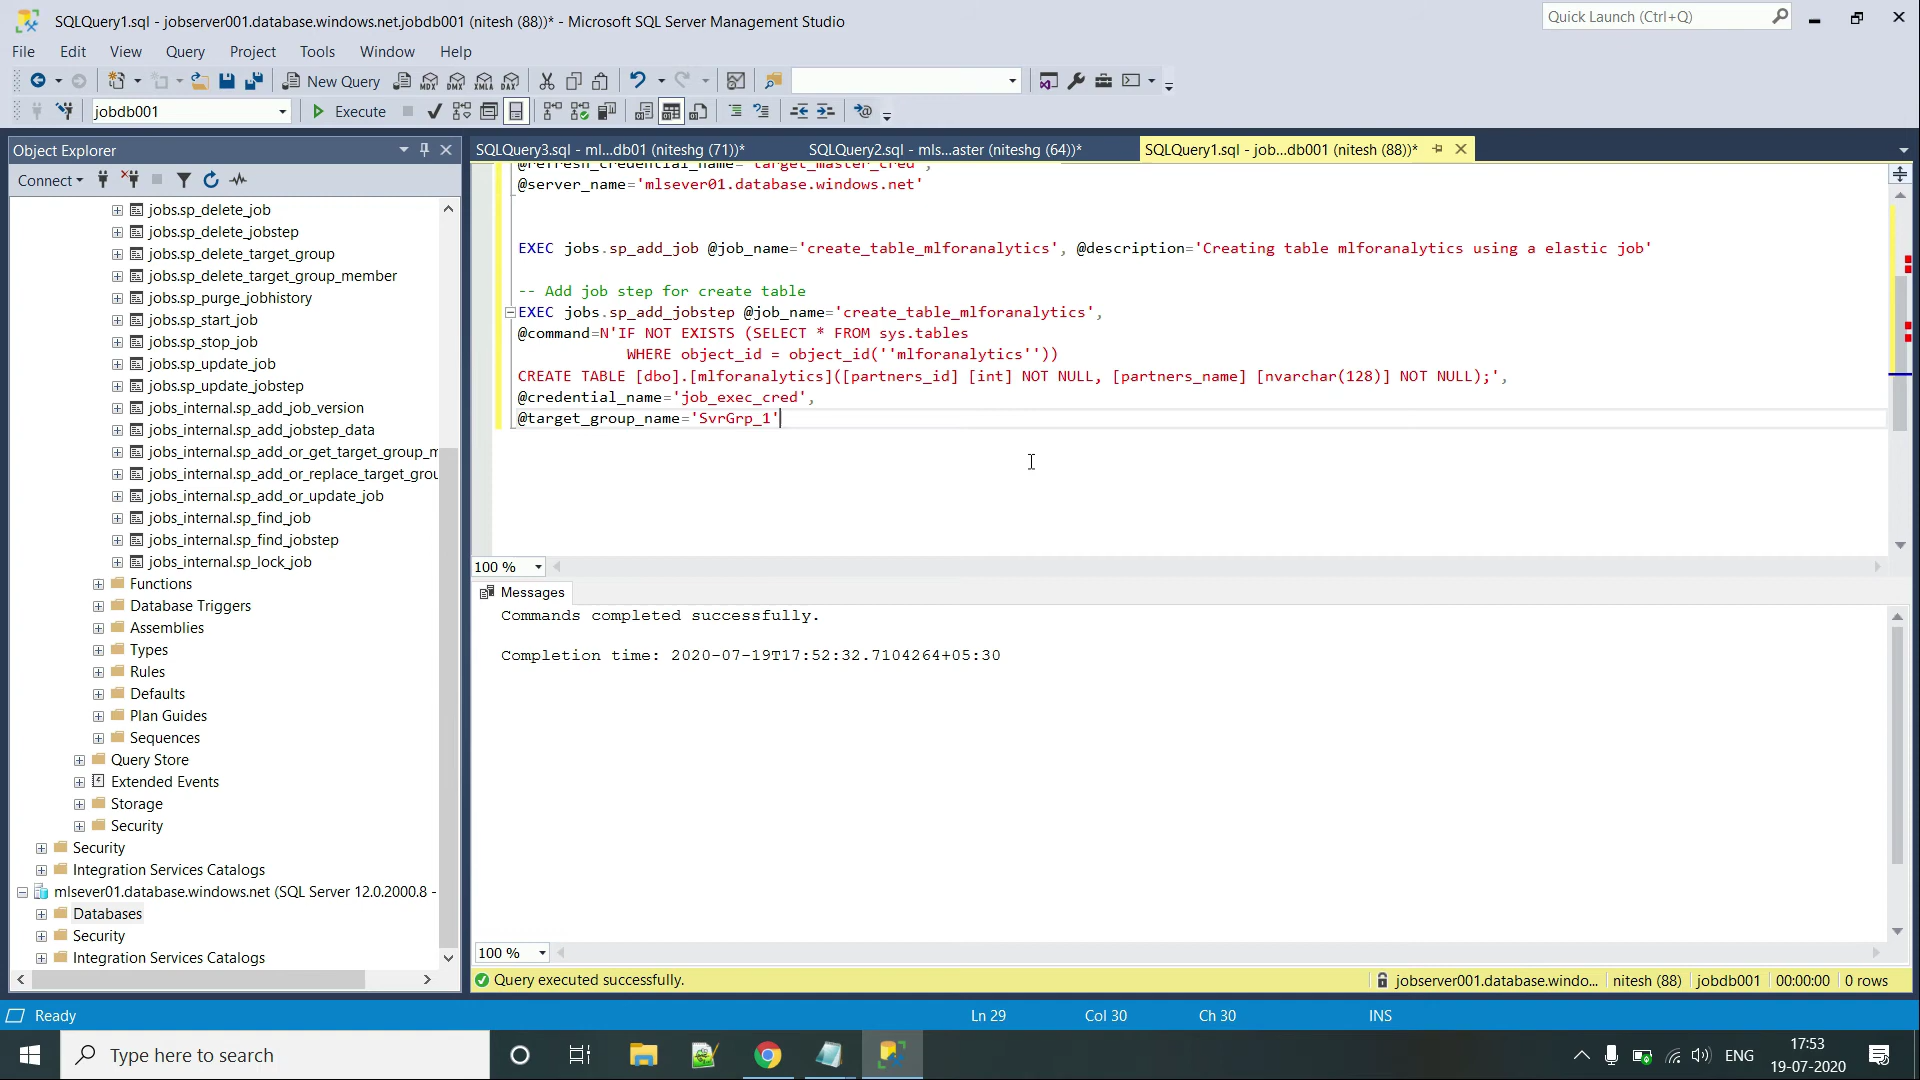 SQLQuery1.sql - jobserver001.database.windows.net.jobdb001 (nitesh (88))* - Microsoft SQL Server Management Studio
Quick Launch (Ctrl+Q)
File Edit View Query Project Tools Window Help
New Query
MDX DMX XMLA DAX
jobdb001
Execute
Object Explorer
SQLQuery3.sql - ml...db01 (niteshg (71))*
SQLQuery2.sql - mls...aster (niteshg (64))*
SQLQuery1.sql - job...db001 (nitesh (88))*
Connect
jobs.sp_delete_job
jobs.sp_delete_jobstep
jobs.sp_delete_target_group
jobs.sp_delete_target_group_member
jobs.sp_purge_jobhistory
jobs.sp_start_job
jobs.sp_stop_job
jobs.sp_update_job
jobs.sp_update_jobstep
jobs_internal.sp_add_job_version
jobs_internal.sp_add_jobstep_data
jobs_internal.sp_add_or_get_target_group_m
jobs_internal.sp_add_or_replace_target_grou
jobs_internal.sp_add_or_update_job
jobs_internal.sp_find_job
jobs_internal.sp_find_jobstep
jobs_internal.sp_lock_job
Functions
Database Triggers
Assemblies
Types
Rules
Defaults
Plan Guides
Sequences
Query Store
Extended Events
Storage
Security
Security
Integration Services Catalogs
mlsever01.database.windows.net (SQL Server 12.0.2000.8 -
Databases
Security
Integration Services Catalogs
@refresh_credential_name='target_master_cred',
@server_name='mlsever01.database.windows.net'
EXEC jobs.sp_add_job @job_name='create_table_mlforanalytics', @description='Creating table mlforanalytics using a elastic job'
-- Add job step for create table
EXEC jobs.sp_add_jobstep @job_name='create_table_mlforanalytics',
@command=N'IF NOT EXISTS (SELECT * FROM sys.tables
WHERE object_id = object_id(''mlforanalytics''))
CREATE TABLE [dbo].[mlforanalytics]([partners_id] [int] NOT NULL, [partners_name] [nvarchar(128)] NOT NULL);',
@credential_name='job_exec_cred',
@target_group_name='SvrGrp_1'
100 %
Messages
Commands completed successfully.
Completion time: 2020-07-19T17:52:32.7104264+05:30
100 %
Query executed successfully.
jobserver001.database.windo... nitesh (88) jobdb001 00:00:00 0 rows
Ready
Ln 29 Col 30 Ch 30 INS
Type here to search
ENG
17:53
19-07-2020